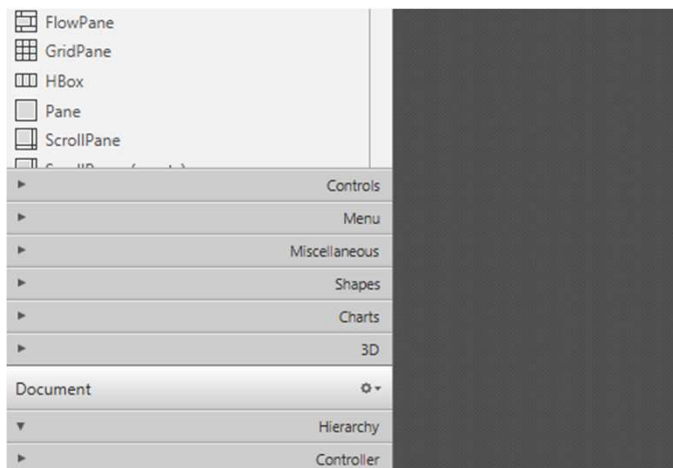 FlowPane
GridPane
HBox
Pane
ScrollPane
Controls
Menu
Miscellaneous
Shapes
Charts
3D
Document
Hierarchy
Controller